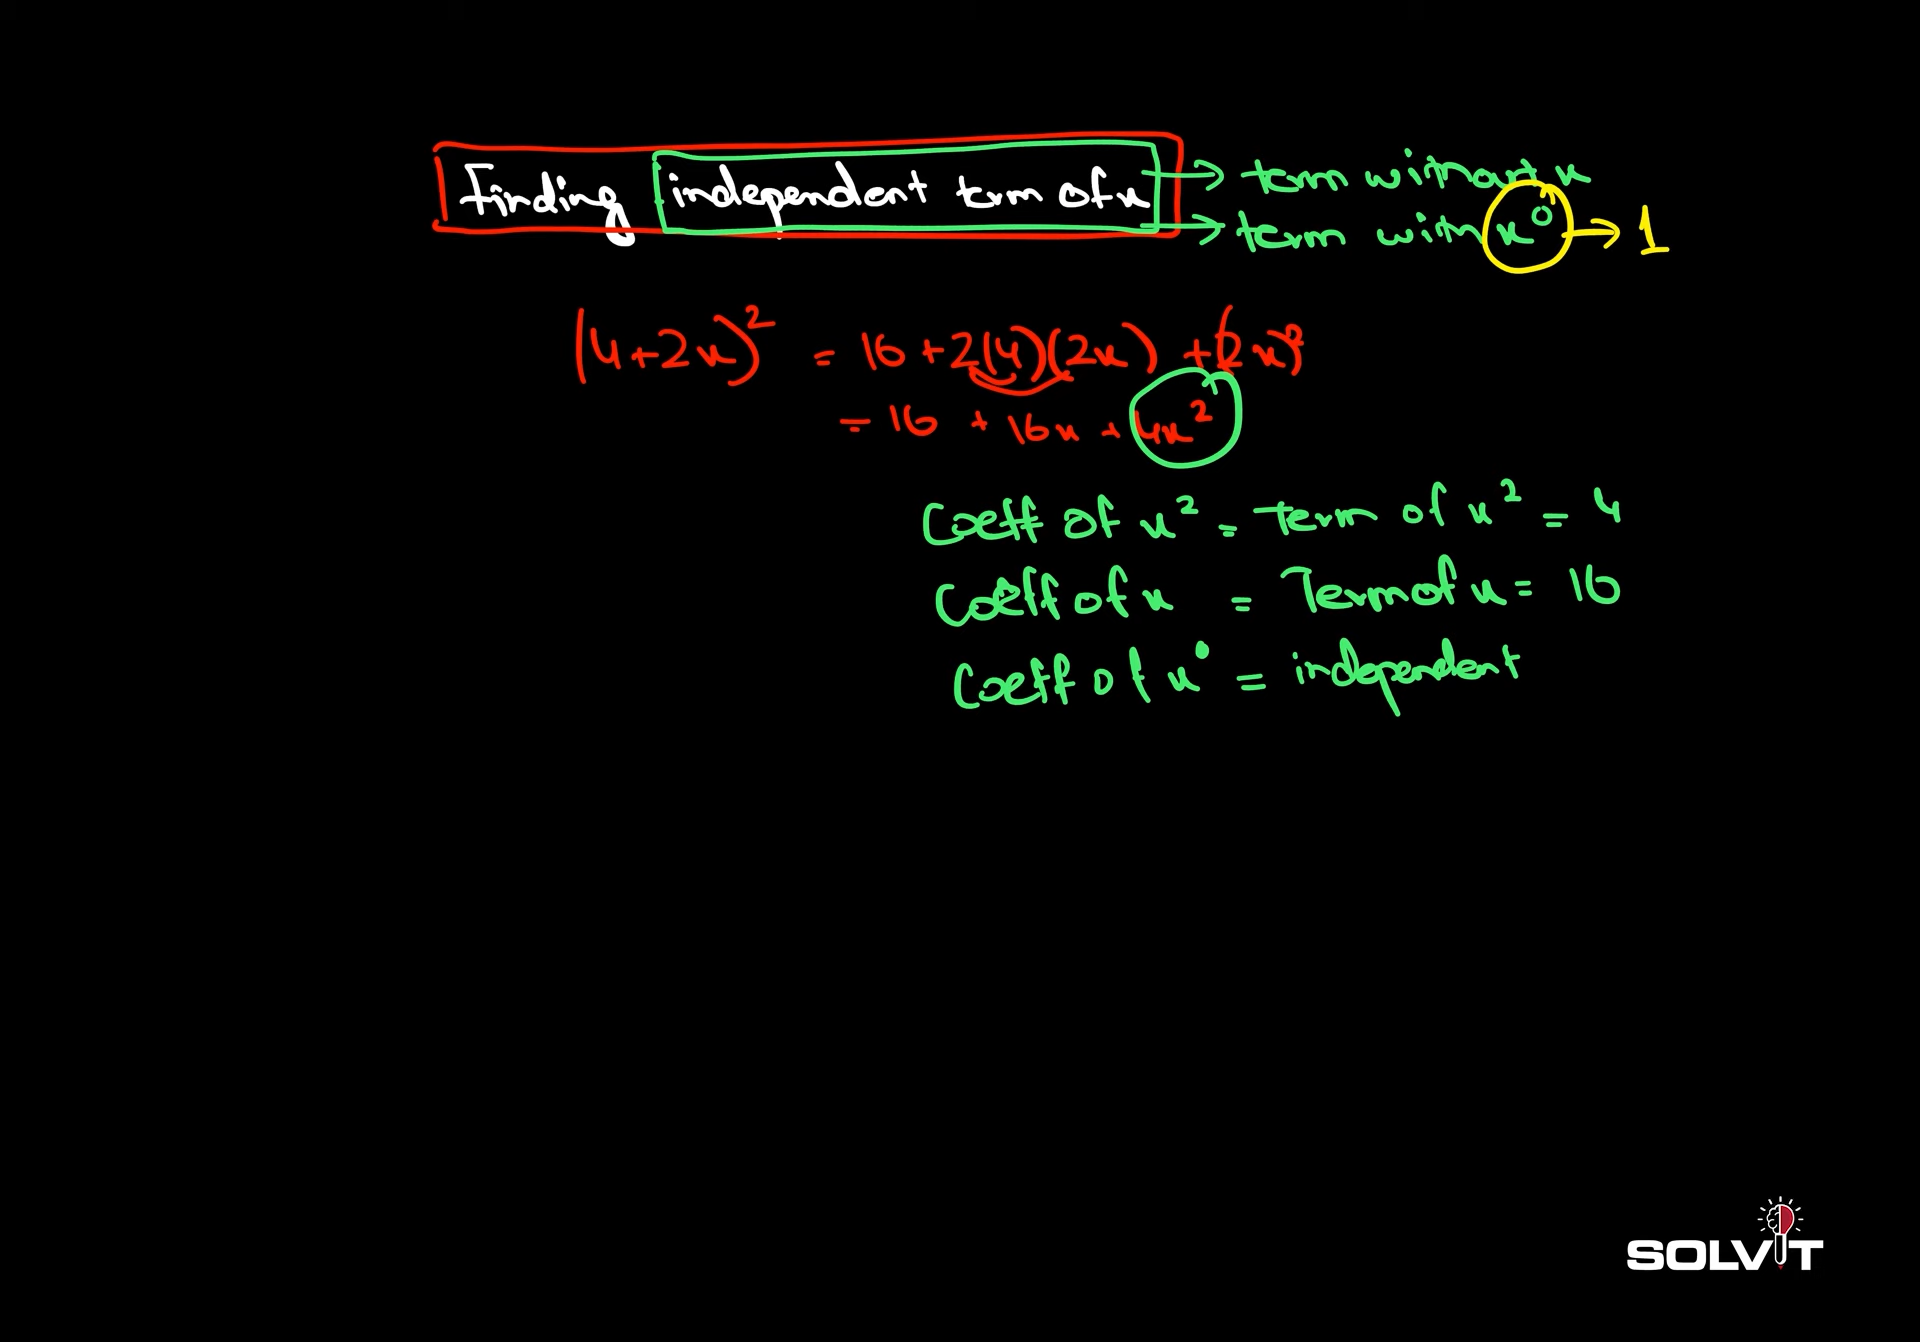 Finding independent term of x → term without x
→ term with x⁰ → 1
(4+2x)² = 16 + 2(4)(2x) + (2x)²
= 16 + 16x + 4x²
Coeff of x² = Term of x² = 4
Coeff of x = Term of x = 16
Coeff of x⁰ = independent
SOLVIT